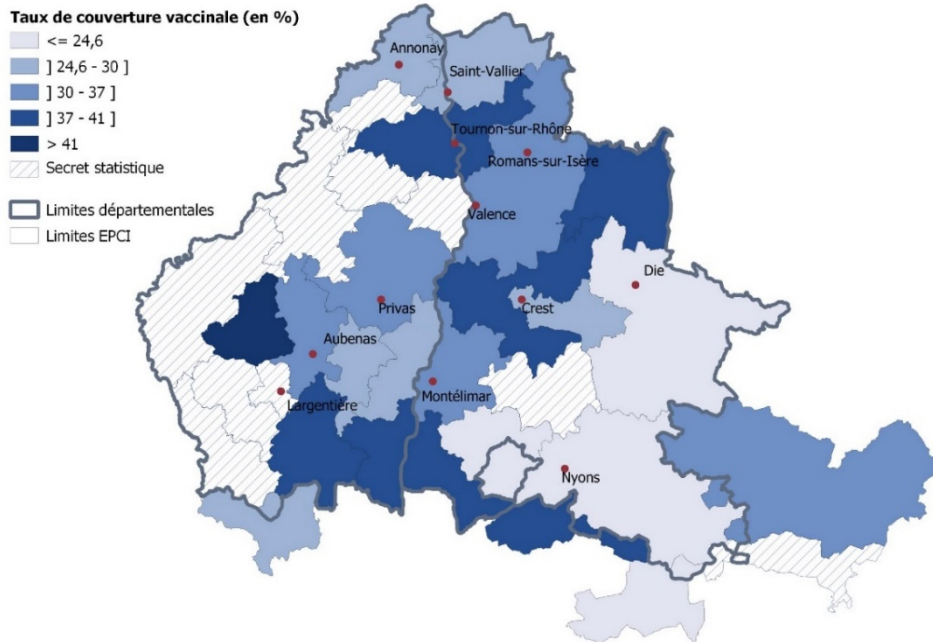 Taux de couverture vaccinale (en %)
<= 24,6
] 24,6 - 30 ]
] 30 - 37 ]
] 37 - 41 ]
> 41
Secret statistique
Limites départementales
Limites EPCI
Annonay
Saint-Vallier
Tournon-sur-Rhône
Romans-sur-Isère
Valence
Die
Privas
Crest
Aubenas
Montélimar
Largentière
Nyons